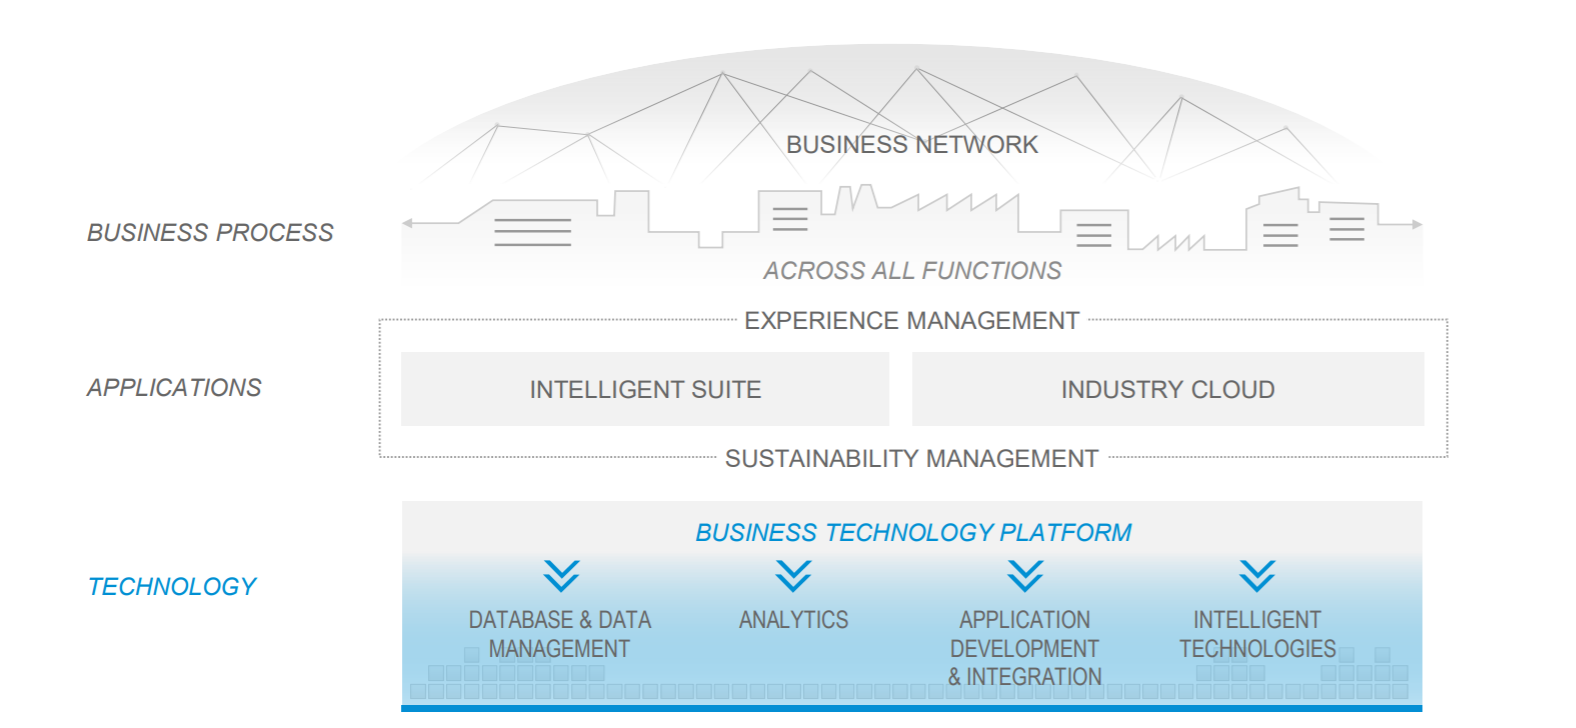 BUSINESS NETWORK
BUSINESS PROCESS
ACROSS ALL FUNCTIONS
EXPERIENCE MANAGEMENT
APPLICATIONS
INTELLIGENT SUITE
INDUSTRY CLOUD
SUSTAINABILITY MANAGEMENT
BUSINESS TECHNOLOGY PLATFORM
TECHNOLOGY
DATABASE & DATA
MANAGEMENT
ANALYTICS
APPLICATION
DEVELOPMENT
& INTEGRATION
INTELLIGENT
TECHNOLOGIES